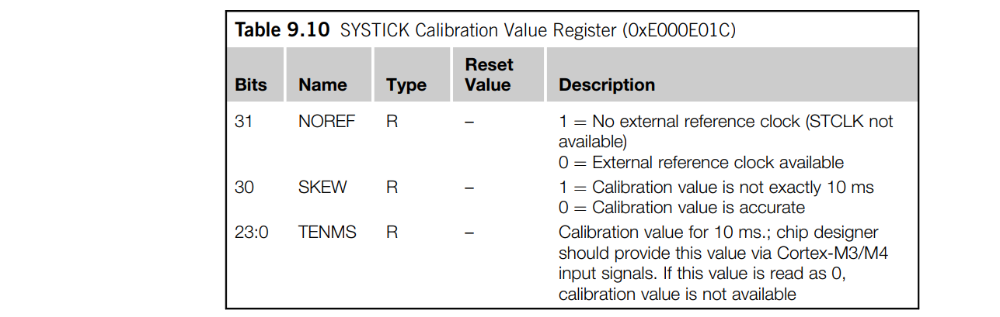 Table 9.10 SYSTICK Calibration Value Register (0xE000E01C)
Bits Name Type Reset Value Description
31 NOREF R – 1 = No external reference clock (STCLK not
available)
0 = External reference clock available
30 SKEW R – 1 = Calibration value is not exactly 10 ms
0 = Calibration value is accurate
23:0 TENMS R – Calibration value for 10 ms.; chip designer
should provide this value via Cortex-M3/M4
input signals. If this value is read as 0,
calibration value is not available